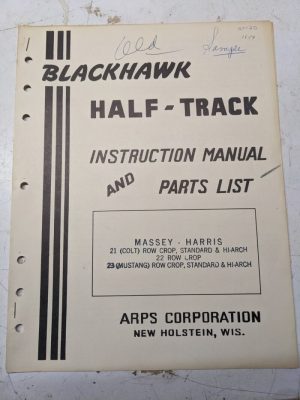 Old
BLACKHAWK
HALF-TRACK
INSTRUCTION MANUAL
AND PARTS LIST
MASSEY - HARRIS
21 (COLT) ROW CROP, STANDARD & HI-ARCH
22 ROW CROP
23 (MUSTANG) ROW CROP, STANDARD & HI-ARCH
ARPS CORPORATION
NEW HOLSTEIN, WIS.